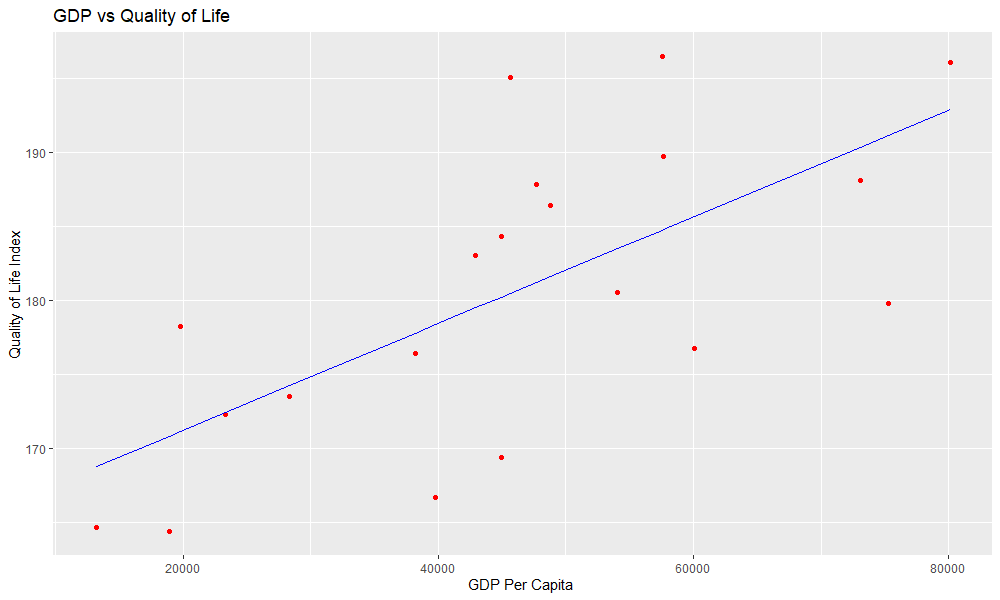 GDP vs Quality of Life
Quality of Life Index
190
180
170
20000
40000
60000
80000
GDP Per Capita